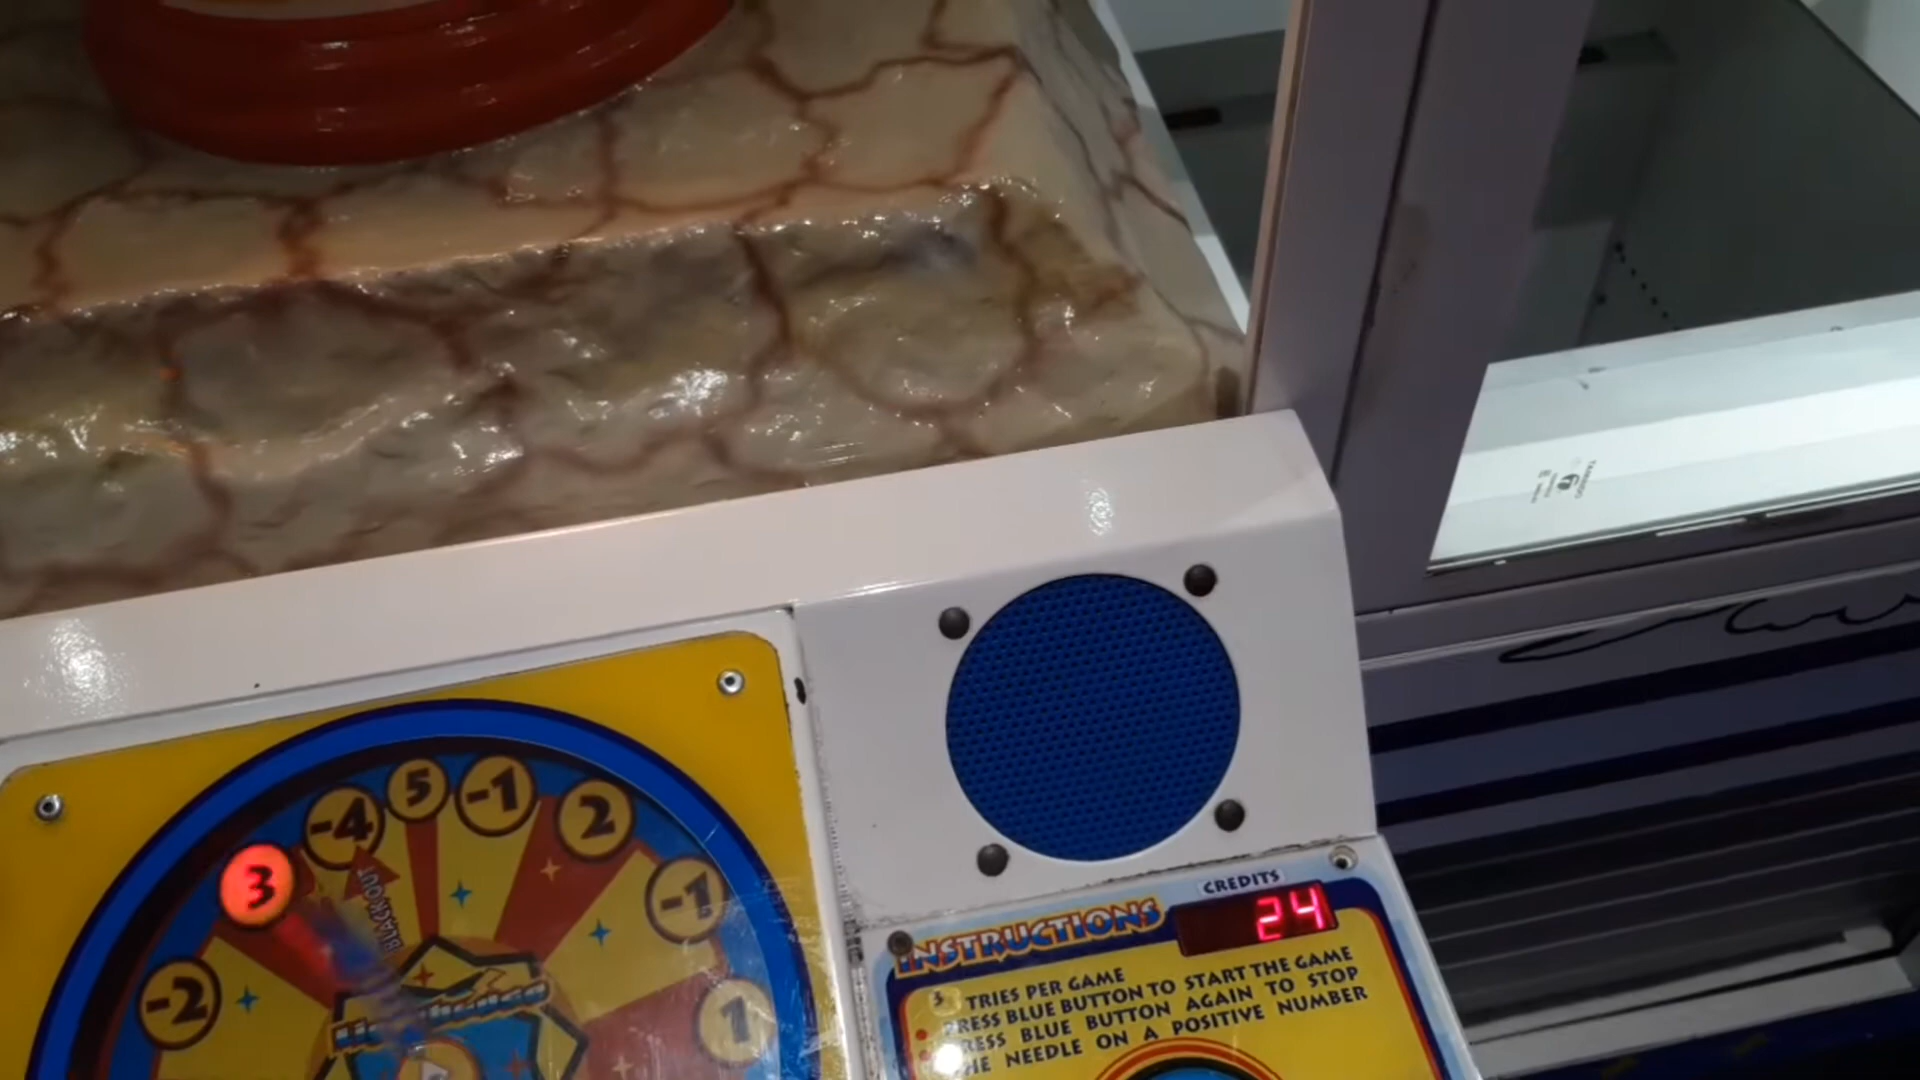 5
-1
-4
2
3
-1
BLACKOUT
-2
1
Lighthouse
CREDITS
24
INSTRUCTIONS
3 TRIES PER GAME
PRESS BLUE BUTTON TO START THE GAME
PRESS BLUE BUTTON AGAIN TO STOP
THE NEEDLE ON A POSITIVE NUMBER